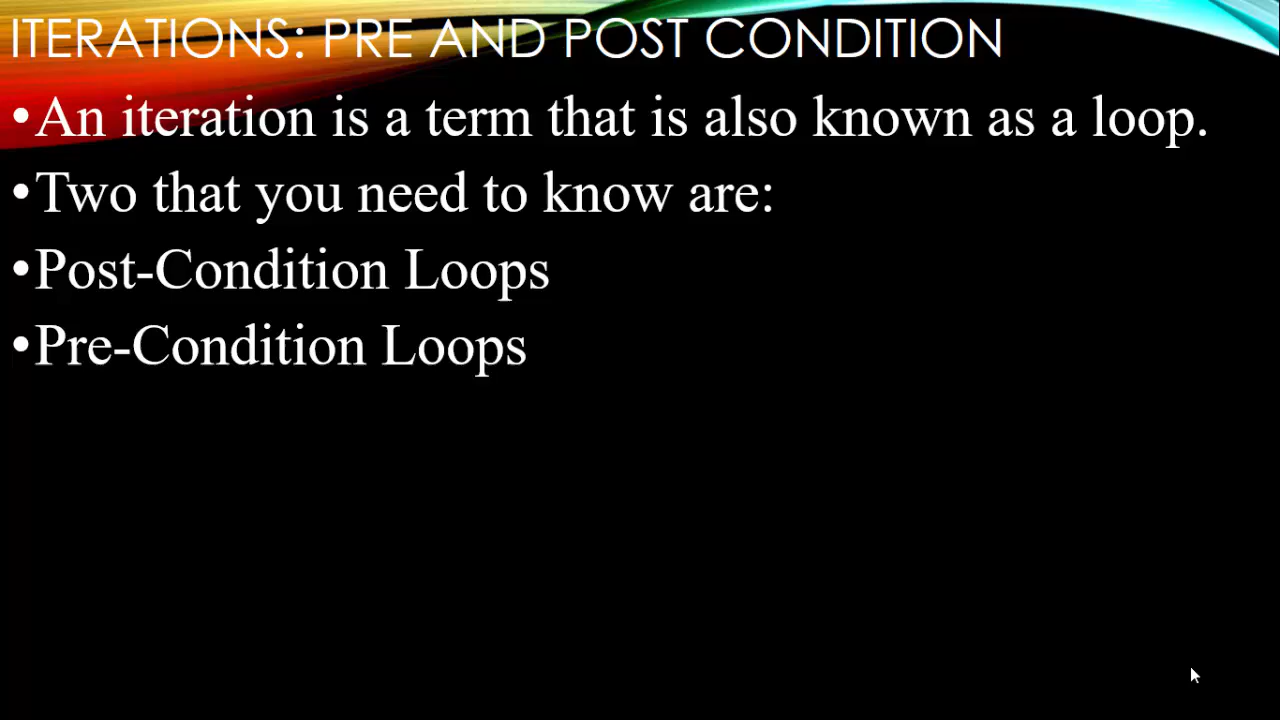 ITERATIONS: PRE AND POST CONDITION
•An iteration is a term that is also known as a loop.
•Two that you need to know are:
•Post-Condition Loops
•Pre-Condition Loops